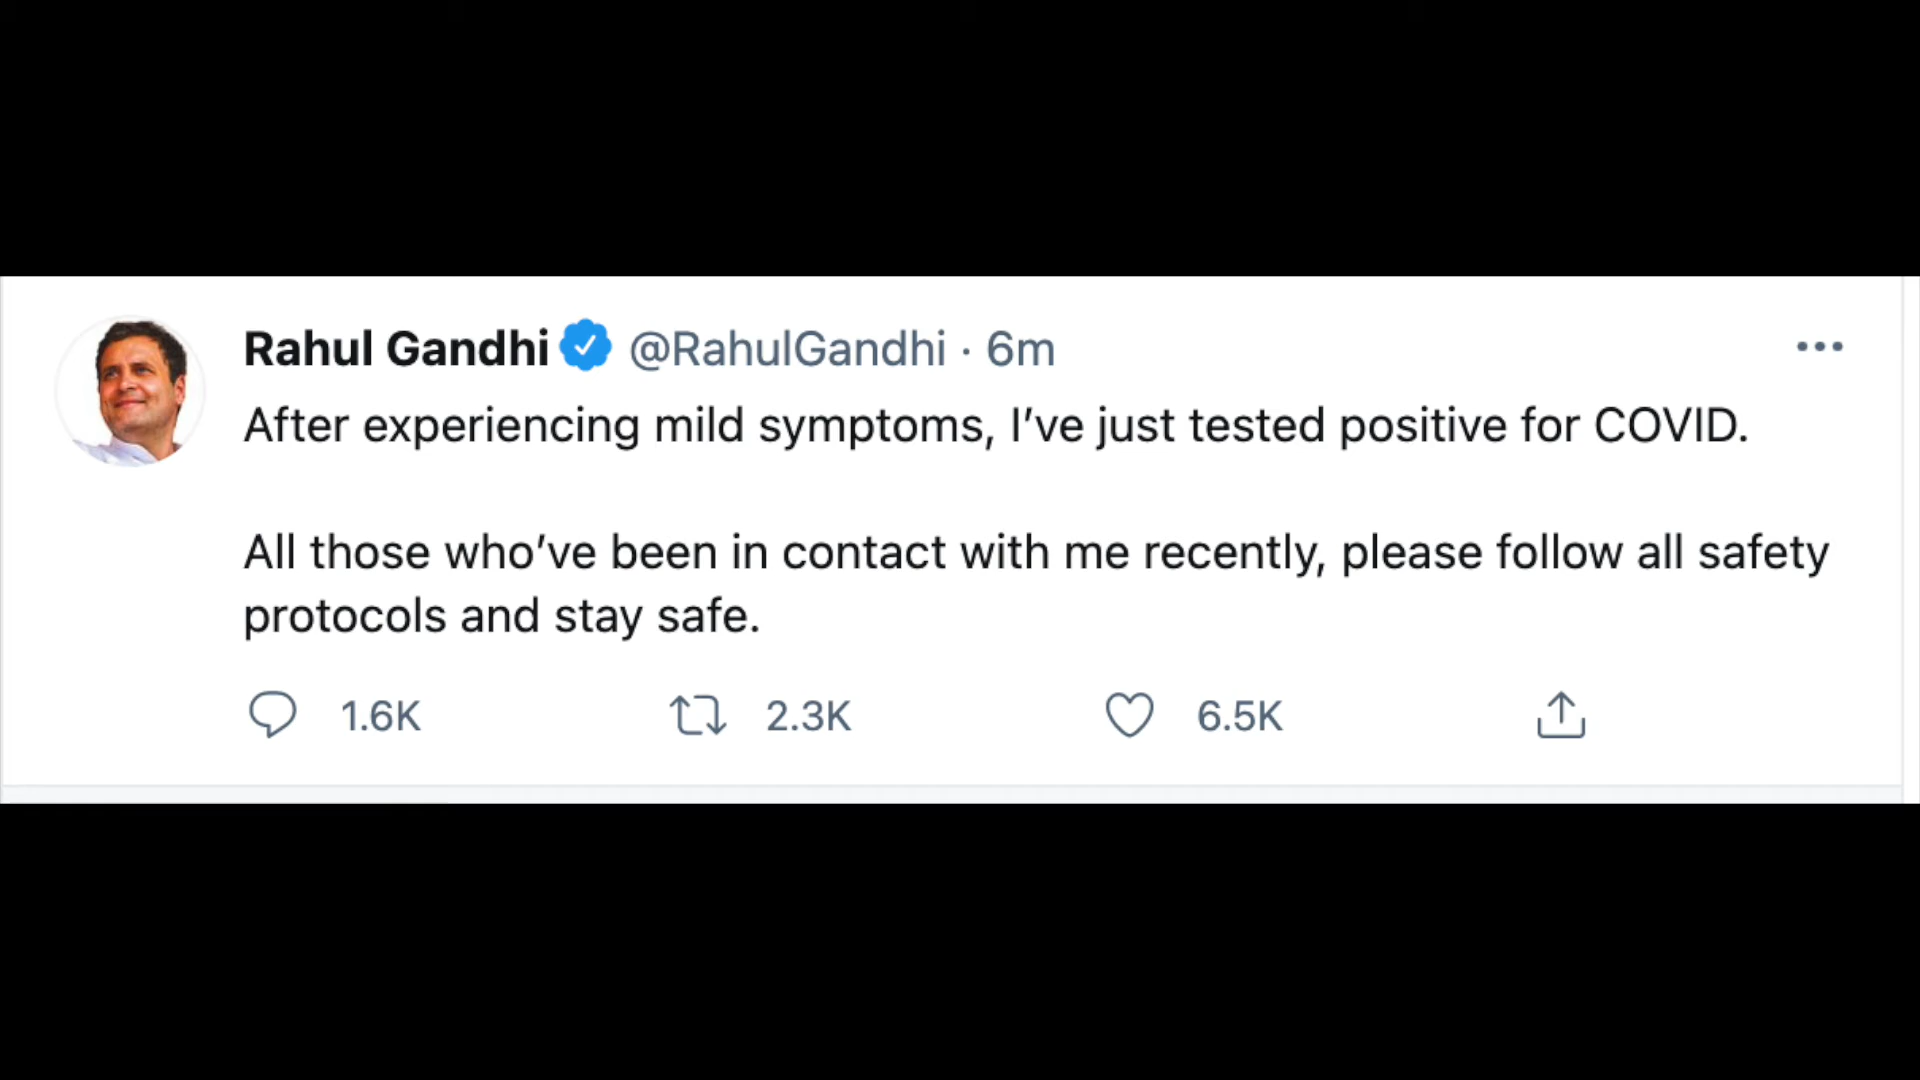 Rahul Gandhi @RahulGandhi · 6m
After experiencing mild symptoms, I’ve just tested positive for COVID.
All those who’ve been in contact with me recently, please follow all safety
protocols and stay safe.
1.6K 2.3K 6.5K